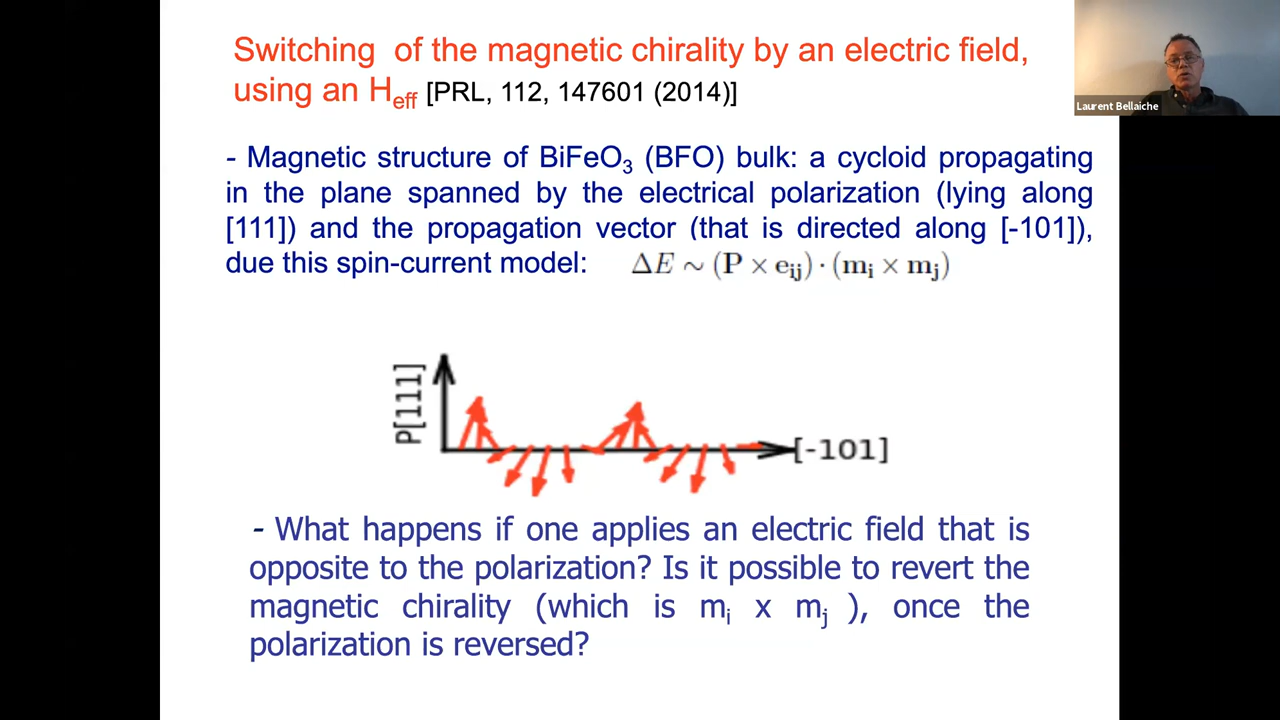 Switching of the magnetic chirality by an electric field,
using an Heff [PRL, 112, 147601 (2014)]
Laurent Bellaiche
- Magnetic structure of BiFeO3 (BFO) bulk: a cycloid propagating
in the plane spanned by the electrical polarization (lying along
[111]) and the propagation vector (that is directed along [-101]),
due this spin-current model: ΔE ~ (P × eij) · (mi × mj)
P[111]
[-101]
- What happens if one applies an electric field that is
opposite to the polarization? Is it possible to revert the
magnetic chirality (which is mi x mj ), once the
polarization is reversed?